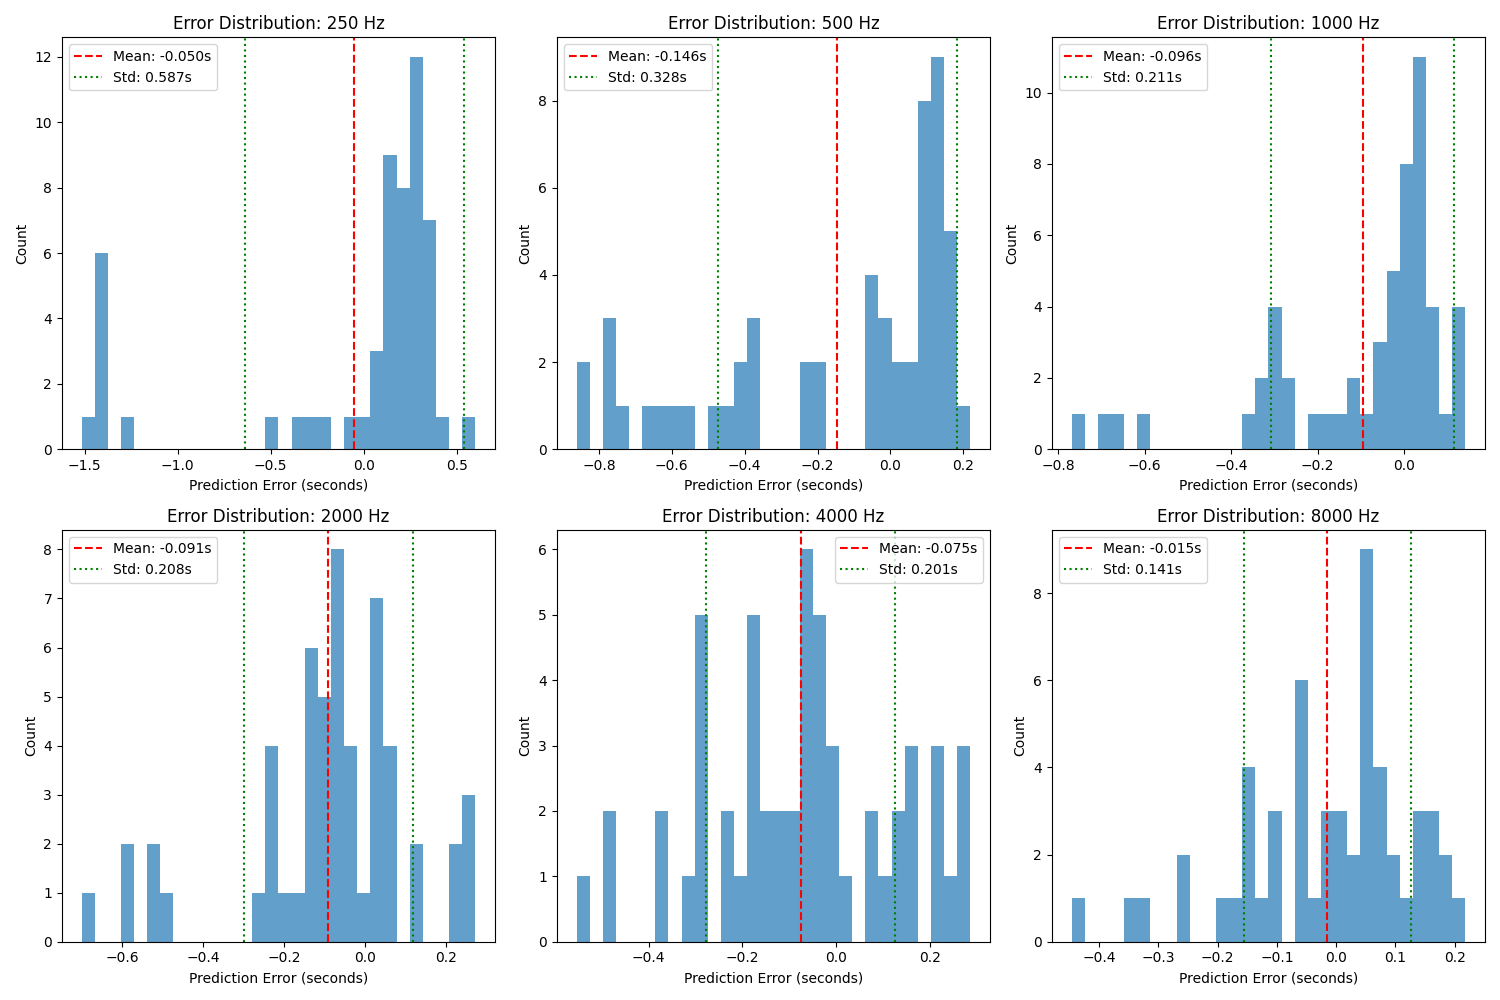 Error Distribution: 250 Hz
Mean: -0.050s
Std: 0.587s
Count
12
10
8
6
4
2
0
−1.5 −1.0 −0.5 0.0 0.5
Prediction Error (seconds)
Error Distribution: 500 Hz
Mean: -0.146s
Std: 0.328s
Count
8
6
4
2
0
−0.8 −0.6 −0.4 −0.2 0.0 0.2
Prediction Error (seconds)
Error Distribution: 1000 Hz
Mean: -0.096s
Std: 0.211s
Count
10
8
6
4
2
0
−0.8 −0.6 −0.4 −0.2 0.0
Prediction Error (seconds)
Error Distribution: 2000 Hz
Mean: -0.091s
Std: 0.208s
Count
8
7
6
5
4
3
2
1
0
−0.6 −0.4 −0.2 0.0 0.2
Prediction Error (seconds)
Error Distribution: 4000 Hz
Mean: -0.075s
Std: 0.201s
Count
6
5
4
3
2
1
0
−0.4 −0.2 0.0 0.2
Prediction Error (seconds)
Error Distribution: 8000 Hz
Mean: -0.015s
Std: 0.141s
Count
8
6
4
2
0
−0.4 −0.3 −0.2 −0.1 0.0 0.1 0.2
Prediction Error (seconds)